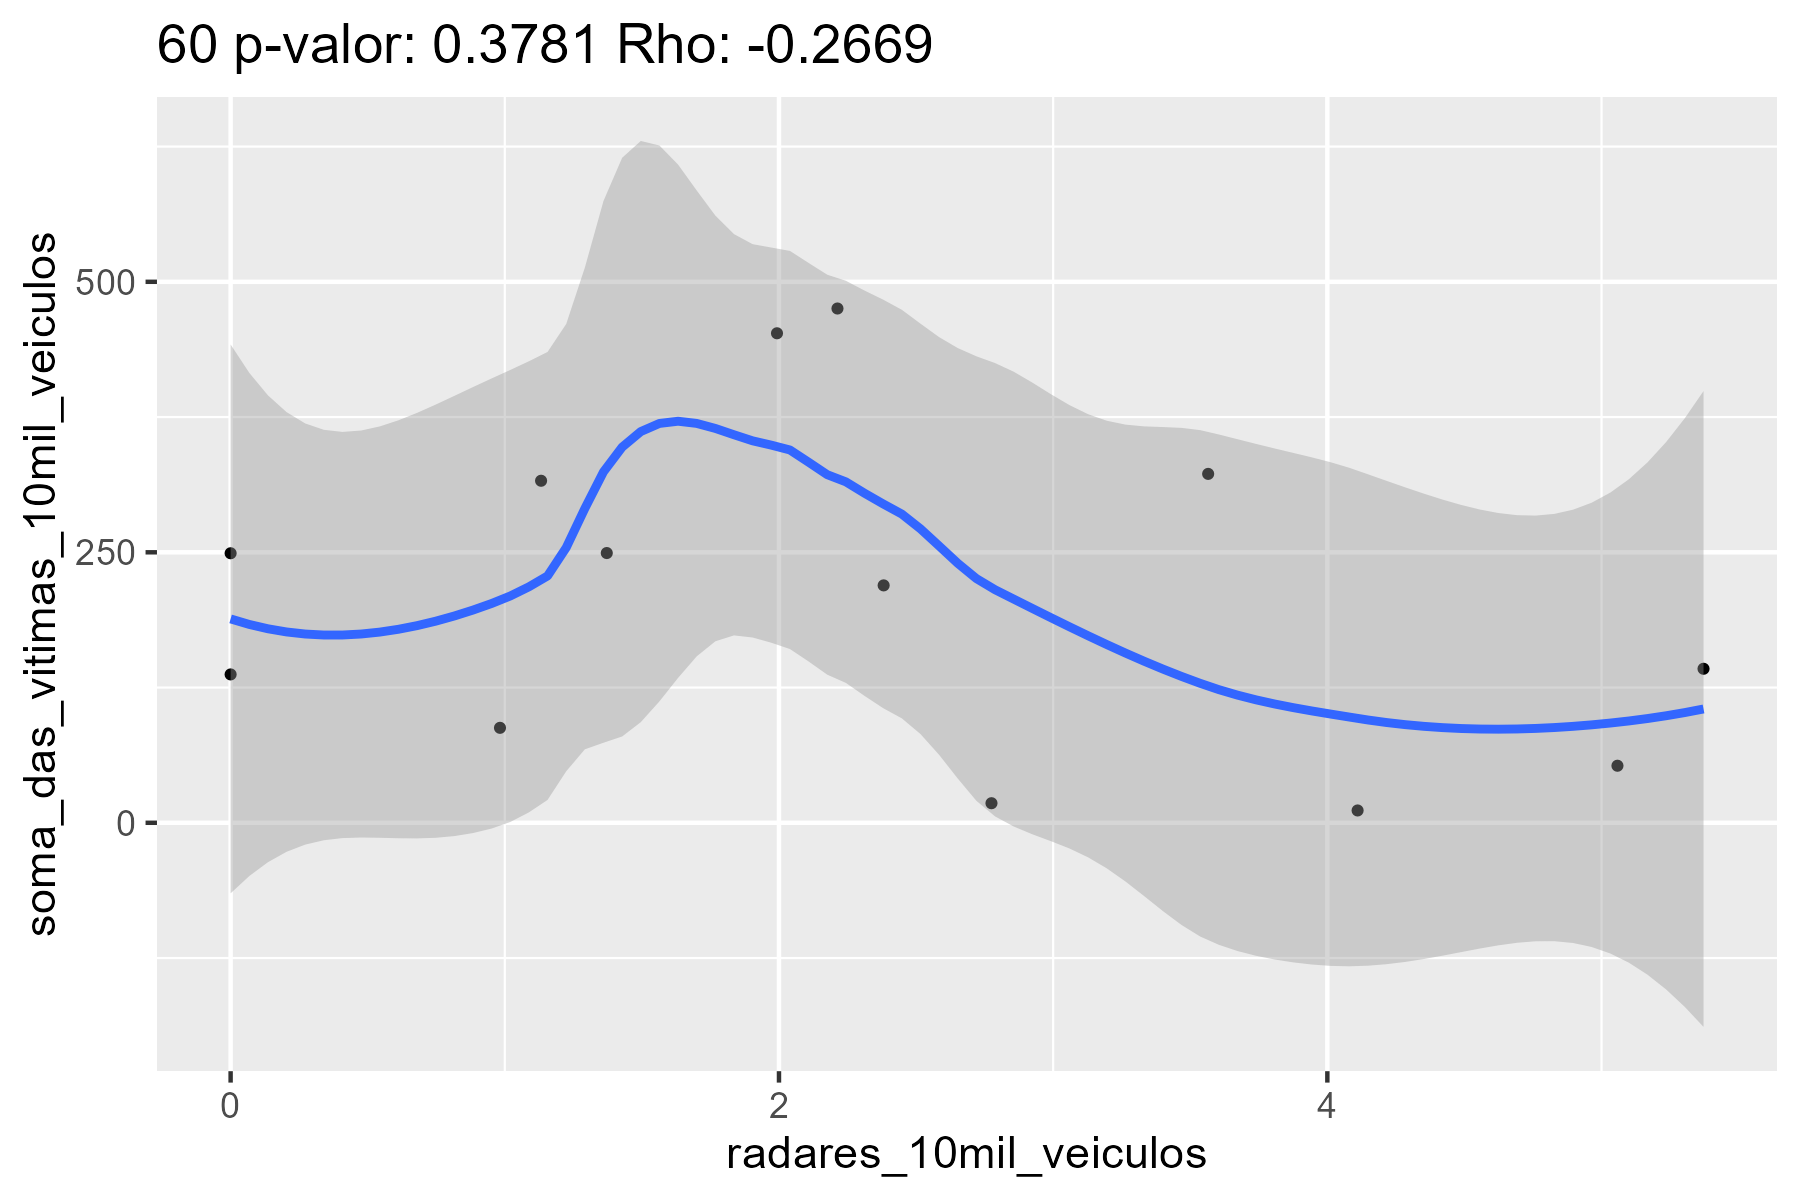 60 p-valor: 0.3781 Rho: -0.2669
soma_das_vitimas_10mil_veiculos
500
250
0
0
2
4
radares_10mil_veiculos